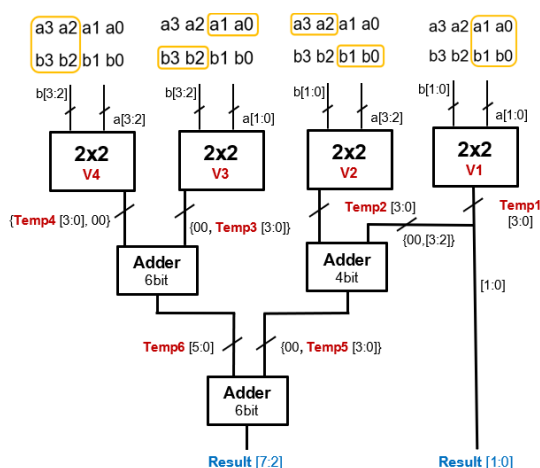 a3 a2 a1 a0
b3 b2 b1 b0
a3 a2 a1 a0
b3 b2 b1 b0
a3 a2 a1 a0
b3 b2 b1 b0
a3 a2 a1 a0
b3 b2 b1 b0
b[3:2]
a[3:2]
b[3:2]
a[1:0]
b[1:0]
a[3:2]
b[1:0]
a[1:0]
2x2
V4
2x2
V3
2x2
V2
2x2
V1
{Temp4 [3:0], 00}
{00, Temp3 [3:0]}
Temp2 [3:0]
{00,[3:2]}
Temp1
[3:0]
Adder
6bit
Adder
4bit
[1:0]
Temp6 [5:0]
{00, Temp5 [3:0]}
Adder
6bit
Result [7:2]
Result [1:0]